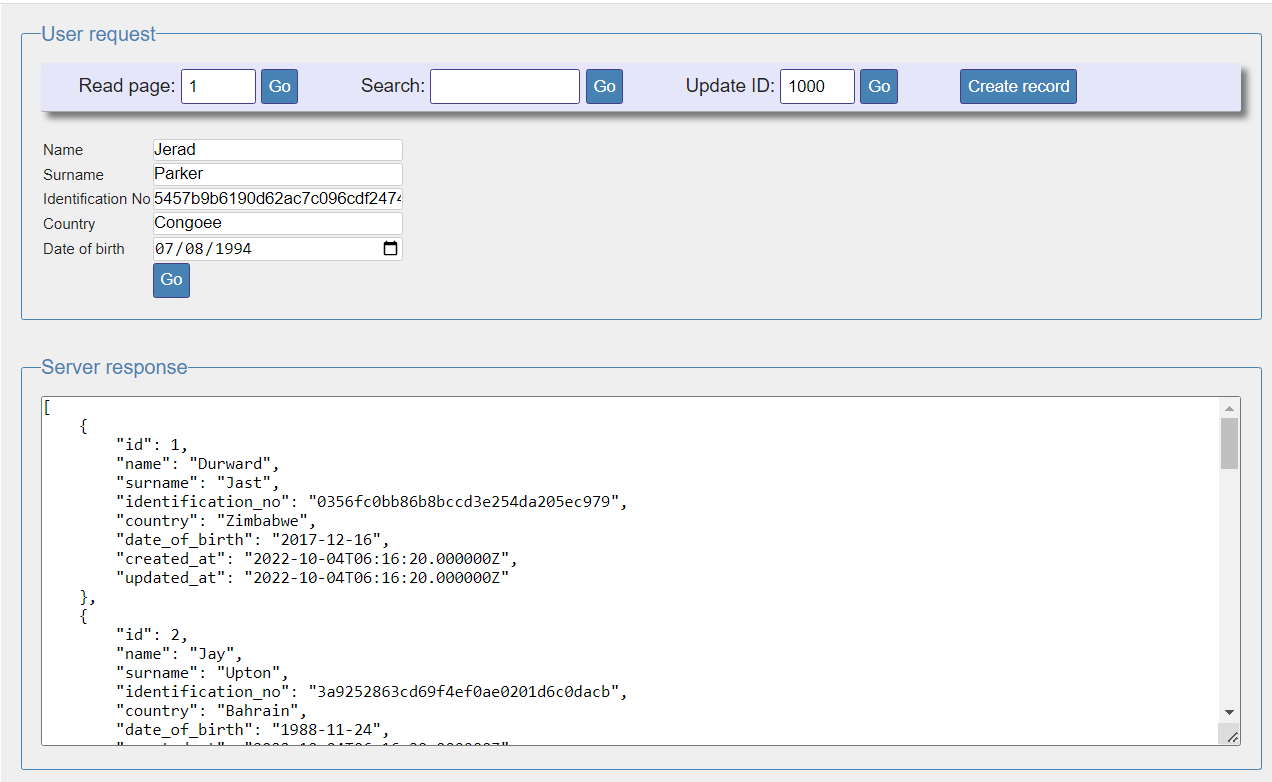 User request
Read page: 1 Go Search: Go Update ID: 1000 Go Create record
Name Jerad
Surname Parker
Identification No 5457b9b6190d62ac7c096cdf2474
Country Congoee
Date of birth 07/08/1994
Go
Server response
[
{
"id": 1,
"name": "Durward",
"surname": "Jast",
"identification_no": "0356fc0bb86b8bccd3e254da205ec979",
"country": "Zimbabwe",
"date_of_birth": "2017-12-16",
"created_at": "2022-10-04T06:16:20.000000Z",
"updated_at": "2022-10-04T06:16:20.000000Z"
},
{
"id": 2,
"name": "Jay",
"surname": "Upton",
"identification_no": "3a9252863cd69f4ef0ae0201d6c0dacb",
"country": "Bahrain",
"date_of_birth": "1988-11-24",